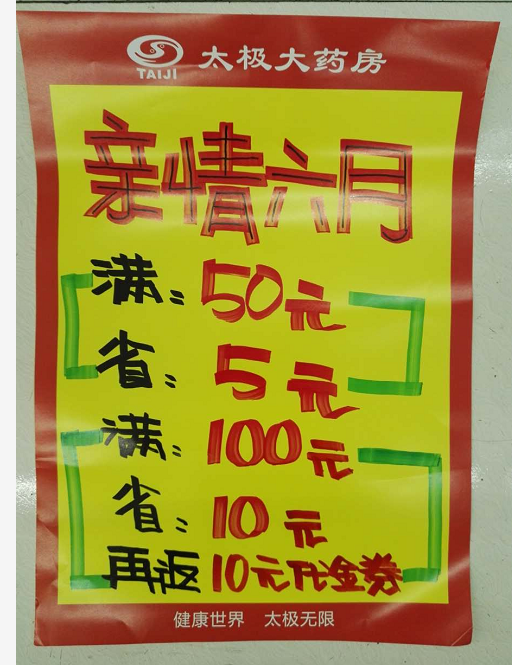 TAIJI 太极大药房
亲情六月
满: 50元
省: 5元
满: 100元
省: 10元
再返10元代金券
健康世界 太极无限